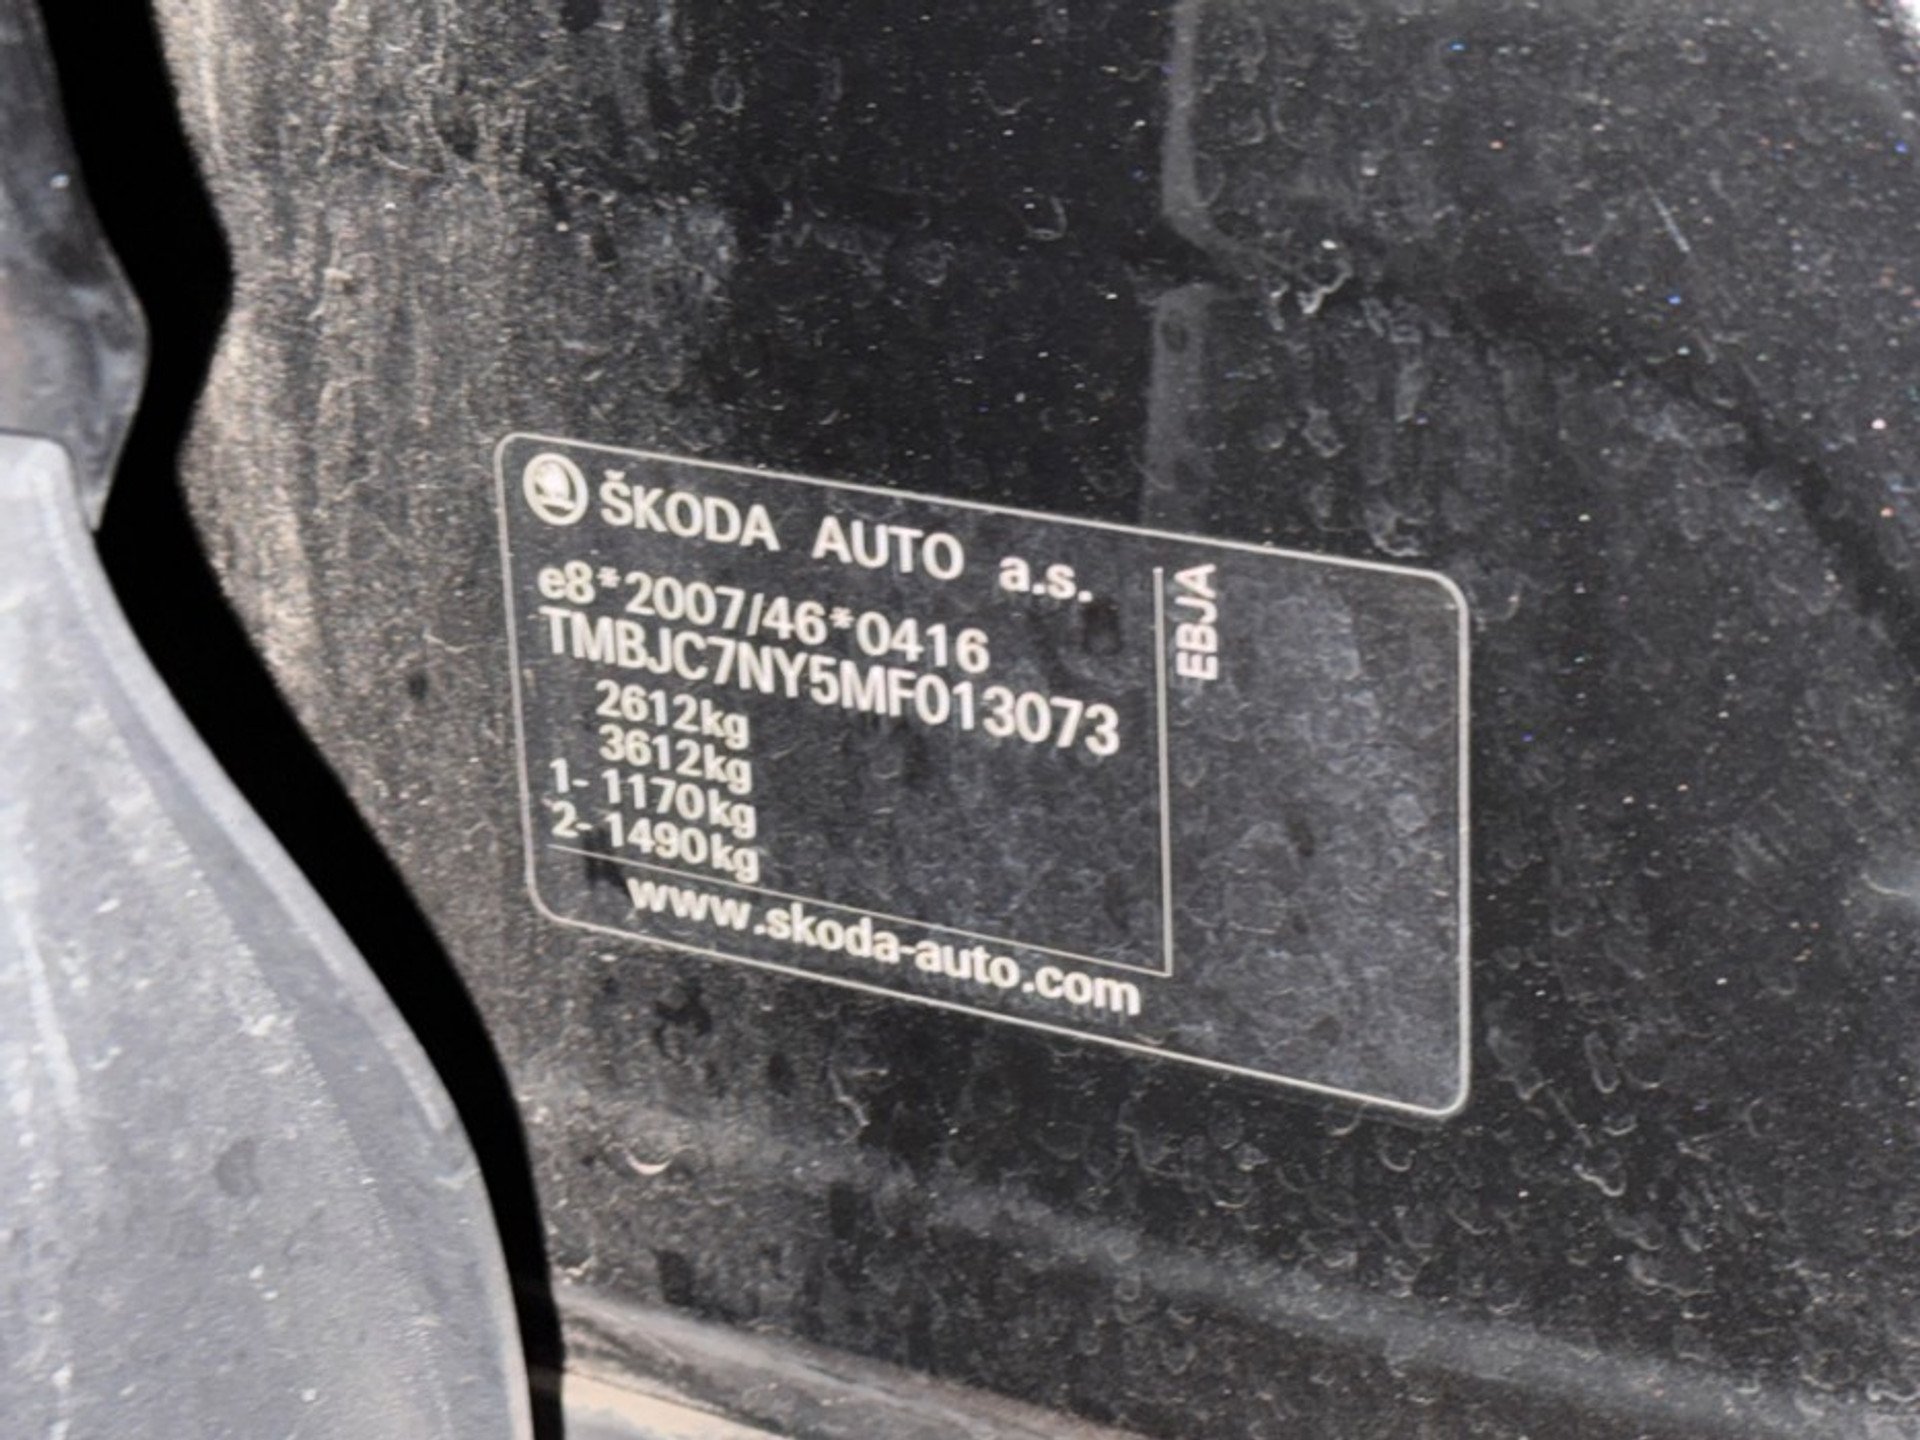 ŠKODA AUTO a.s.
e8*2007/46*0416
TMBJC7NY5MF013073
2612kg
3612kg
1- 1170kg
2- 1490kg
www.skoda-auto.com
EBJA